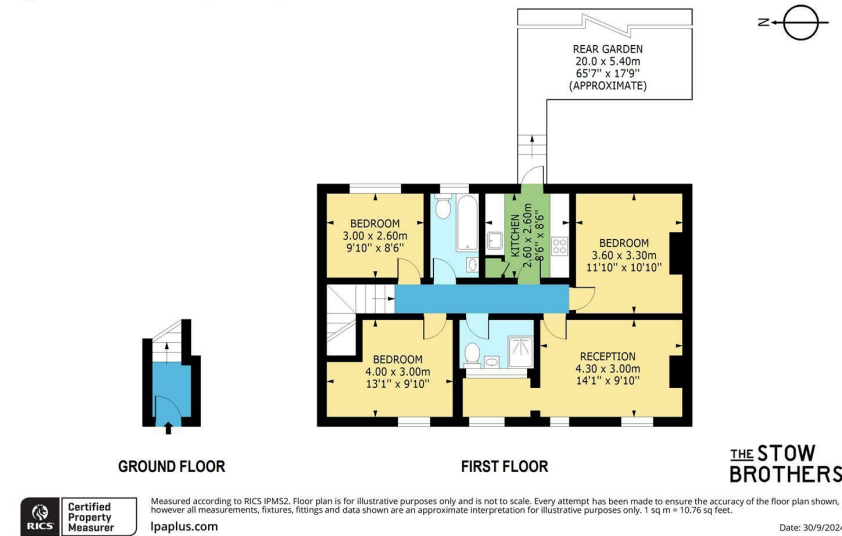 N
REAR GARDEN
20.0 x 5.40m
65'7" x 17'9"
(APPROXIMATE)
BEDROOM
3.00 x 2.60m
9'10" x 8'6"
KITCHEN
2.60 x 2.60m
8'6" x 8'6"
BEDROOM
3.60 x 3.30m
11'10" x 10'10"
BEDROOM
4.00 x 3.00m
13'1" x 9'10"
RECEPTION
4.30 x 3.00m
14'1" x 9'10"
GROUND FLOOR
FIRST FLOOR
THE STOW
BROTHERS
RICS
Certified
Property
Measurer
Measured according to RICS IPMS2. Floor plan is for illustrative purposes only and is not to scale. Every attempt has been made to ensure the accuracy of the floor plan shown,
however all measurements, fixtures, fittings and data shown are an approximate interpretation for illustrative purposes only. 1 sq m = 10.76 sq feet.
lpaplus.com
Date: 30/9/2024